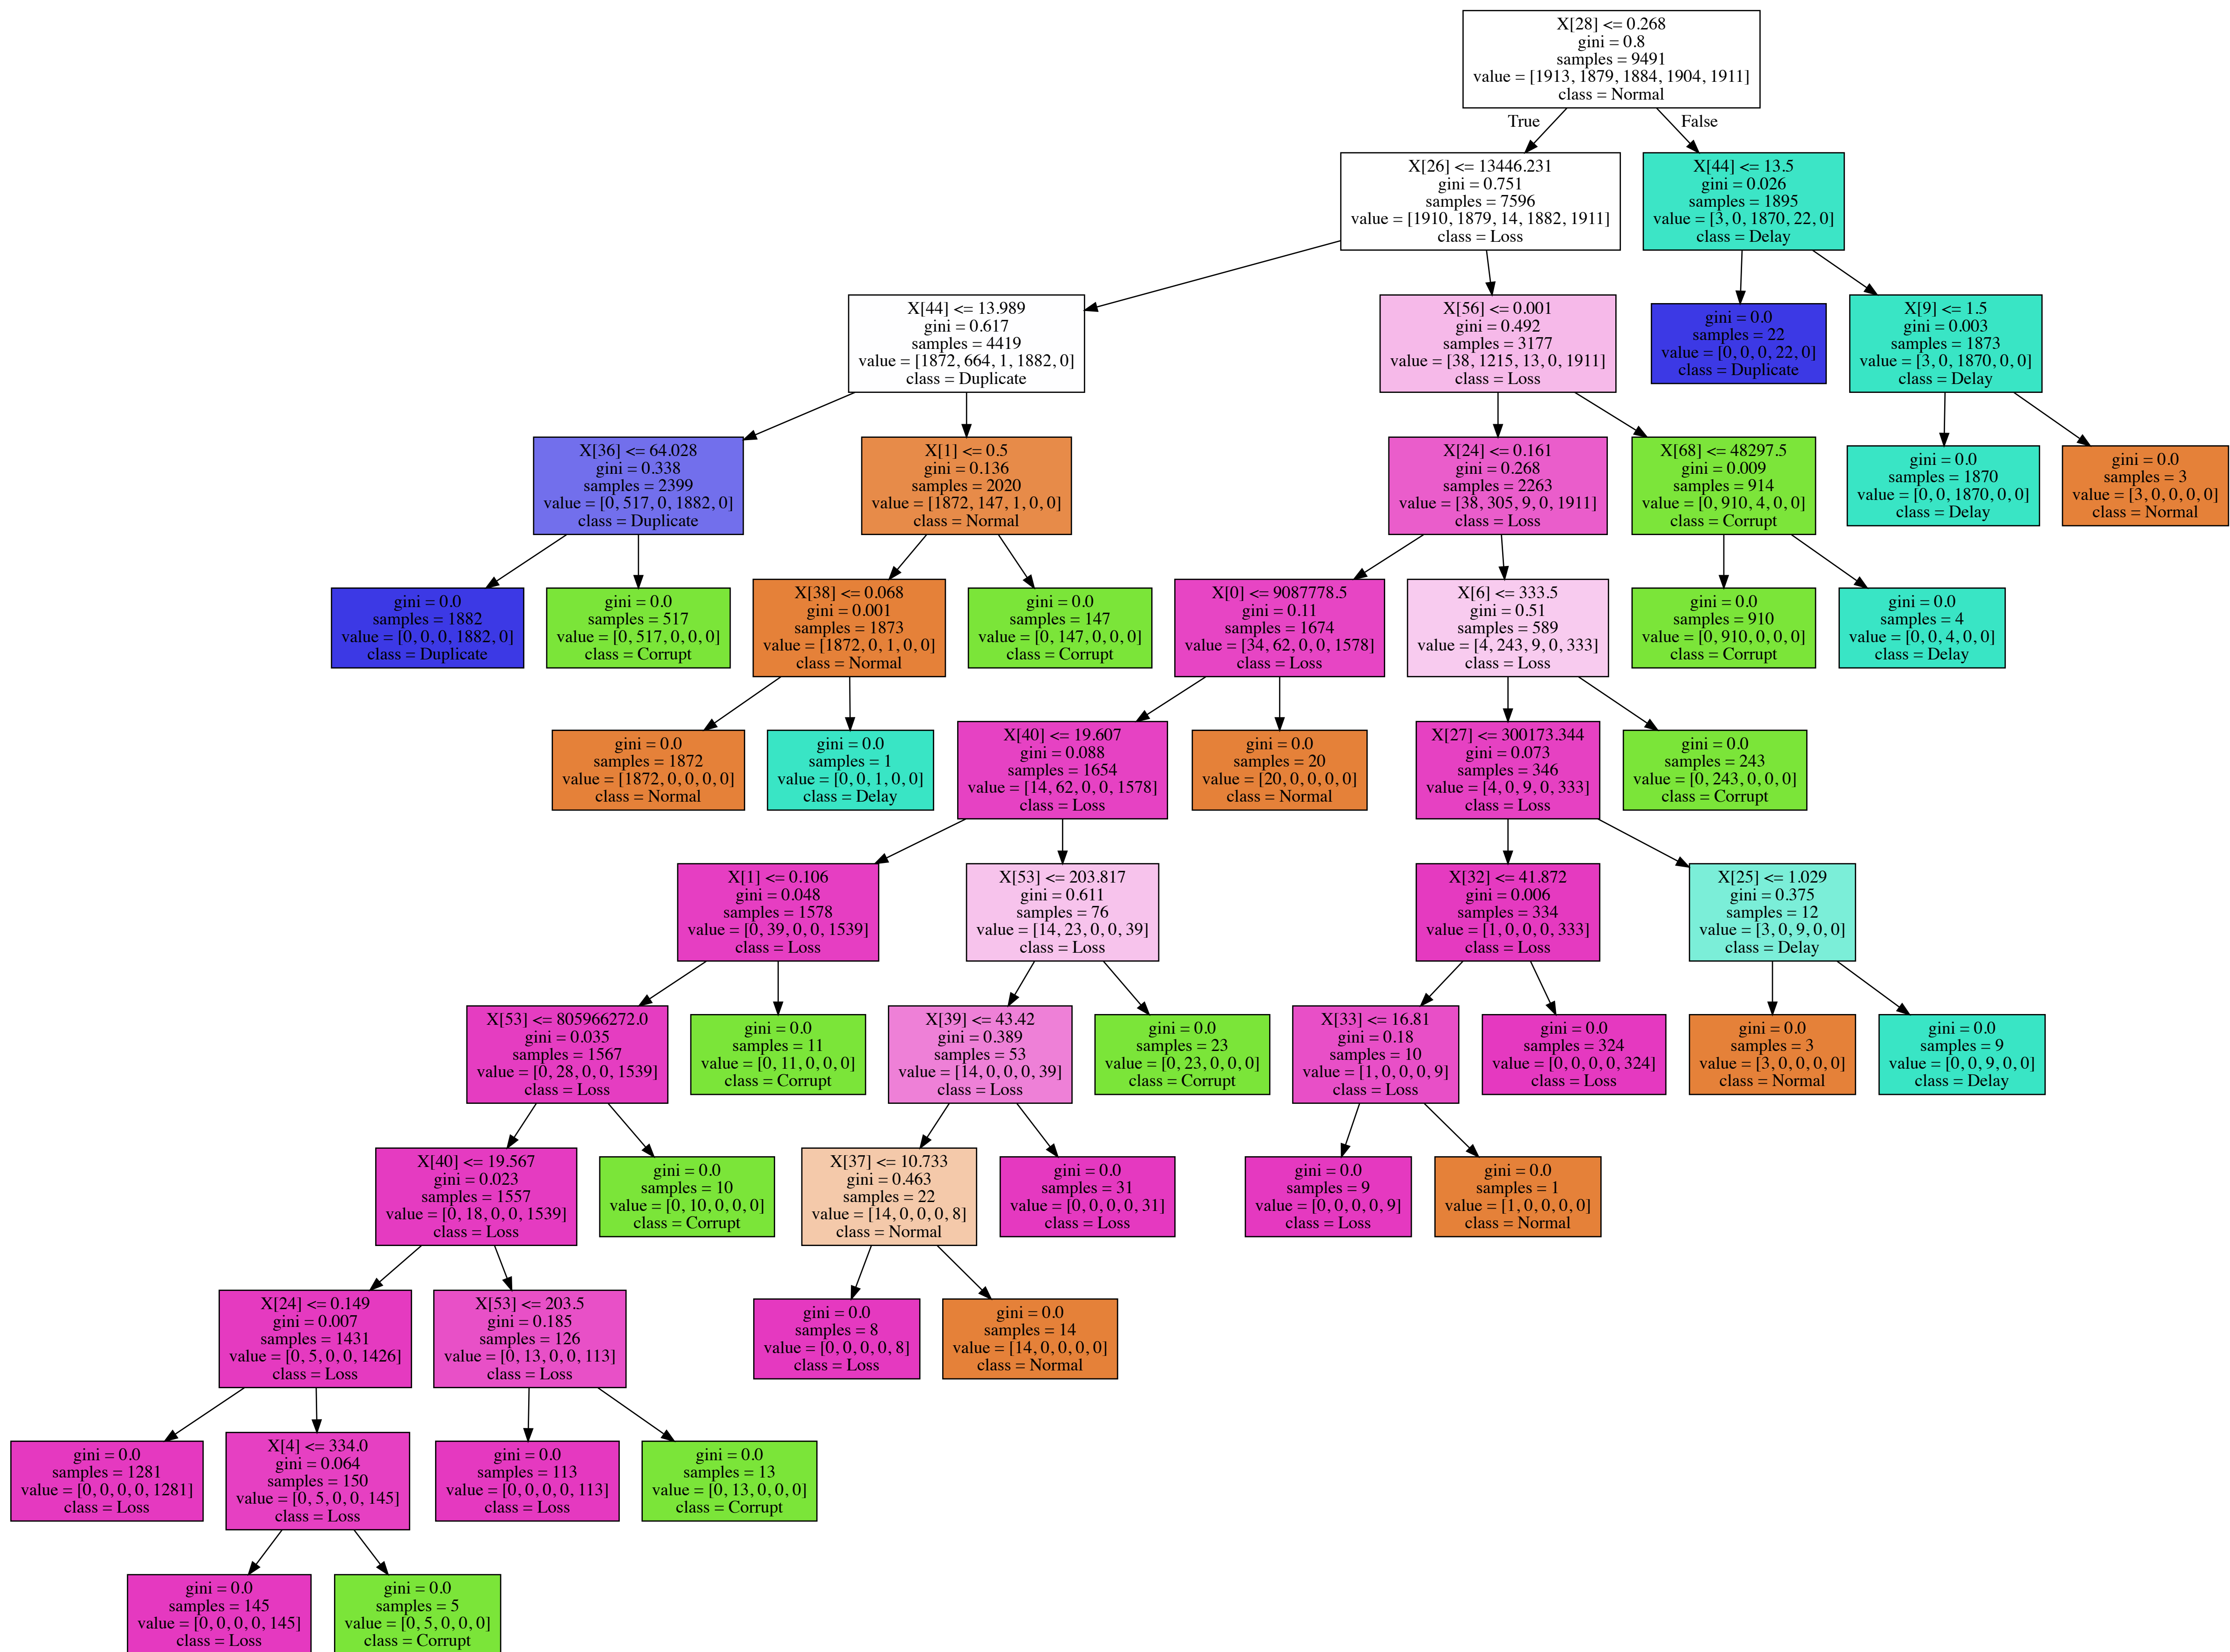 X[28] <= 0.268
gini = 0.8
samples = 9491
value = [1913, 1879, 1884, 1904, 1911]
class = Normal
True
False
X[26] <= 13446.231
gini = 0.751
samples = 7596
value = [1910, 1879, 14, 1882, 1911]
class = Loss
X[44] <= 13.5
gini = 0.026
samples = 1895
value = [3, 0, 1870, 22, 0]
class = Delay
X[44] <= 13.989
gini = 0.617
samples = 4419
value = [1872, 664, 1, 1882, 0]
class = Duplicate
X[56] <= 0.001
gini = 0.492
samples = 3177
value = [38, 1215, 13, 0, 1911]
class = Loss
gini = 0.0
samples = 22
value = [0, 0, 0, 22, 0]
class = Duplicate
X[9] <= 1.5
gini = 0.003
samples = 1873
value = [3, 0, 1870, 0, 0]
class = Delay
X[36] <= 64.028
gini = 0.338
samples = 2399
value = [0, 517, 0, 1882, 0]
class = Duplicate
X[1] <= 0.5
gini = 0.136
samples = 2020
value = [1872, 147, 1, 0, 0]
class = Normal
X[24] <= 0.161
gini = 0.268
samples = 2263
value = [38, 305, 9, 0, 1911]
class = Loss
X[68] <= 48297.5
gini = 0.009
samples = 914
value = [0, 910, 4, 0, 0]
class = Corrupt
gini = 0.0
samples = 1870
value = [0, 0, 1870, 0, 0]
class = Delay
gini = 0.0
samples = 3
value = [3, 0, 0, 0, 0]
class = Normal
gini = 0.0
samples = 1882
value = [0, 0, 0, 1882, 0]
class = Duplicate
gini = 0.0
samples = 517
value = [0, 517, 0, 0, 0]
class = Corrupt
X[38] <= 0.068
gini = 0.001
samples = 1873
value = [1872, 0, 1, 0, 0]
class = Normal
gini = 0.0
samples = 147
value = [0, 147, 0, 0, 0]
class = Corrupt
X[0] <= 9087778.5
gini = 0.11
samples = 1674
value = [34, 62, 0, 0, 1578]
class = Loss
X[6] <= 333.5
gini = 0.51
samples = 589
value = [4, 243, 9, 0, 333]
class = Loss
gini = 0.0
samples = 910
value = [0, 910, 0, 0, 0]
class = Corrupt
gini = 0.0
samples = 4
value = [0, 0, 4, 0, 0]
class = Delay
gini = 0.0
samples = 1872
value = [1872, 0, 0, 0, 0]
class = Normal
gini = 0.0
samples = 1
value = [0, 0, 1, 0, 0]
class = Delay
X[40] <= 19.607
gini = 0.088
samples = 1654
value = [14, 62, 0, 0, 1578]
class = Loss
gini = 0.0
samples = 20
value = [20, 0, 0, 0, 0]
class = Normal
X[27] <= 300173.344
gini = 0.073
samples = 346
value = [4, 0, 9, 0, 333]
class = Loss
gini = 0.0
samples = 243
value = [0, 243, 0, 0, 0]
class = Corrupt
X[1] <= 0.106
gini = 0.048
samples = 1578
value = [0, 39, 0, 0, 1539]
class = Loss
X[53] <= 203.817
gini = 0.611
samples = 76
value = [14, 23, 0, 0, 39]
class = Loss
X[32] <= 41.872
gini = 0.006
samples = 334
value = [1, 0, 0, 0, 333]
class = Loss
X[25] <= 1.029
gini = 0.375
samples = 12
value = [3, 0, 9, 0, 0]
class = Delay
X[53] <= 805966272.0
gini = 0.035
samples = 1567
value = [0, 28, 0, 0, 1539]
class = Loss
gini = 0.0
samples = 11
value = [0, 11, 0, 0, 0]
class = Corrupt
X[39] <= 43.42
gini = 0.389
samples = 53
value = [14, 0, 0, 0, 39]
class = Loss
gini = 0.0
samples = 23
value = [0, 23, 0, 0, 0]
class = Corrupt
X[33] <= 16.81
gini = 0.18
samples = 10
value = [1, 0, 0, 0, 9]
class = Loss
gini = 0.0
samples = 324
value = [0, 0, 0, 0, 324]
class = Loss
gini = 0.0
samples = 3
value = [3, 0, 0, 0, 0]
class = Normal
gini = 0.0
samples = 9
value = [0, 0, 9, 0, 0]
class = Delay
X[40] <= 19.567
gini = 0.023
samples = 1557
value = [0, 18, 0, 0, 1539]
class = Loss
gini = 0.0
samples = 10
value = [0, 10, 0, 0, 0]
class = Corrupt
X[37] <= 10.733
gini = 0.463
samples = 22
value = [14, 0, 0, 0, 8]
class = Normal
gini = 0.0
samples = 31
value = [0, 0, 0, 0, 31]
class = Loss
gini = 0.0
samples = 9
value = [0, 0, 0, 0, 9]
class = Loss
gini = 0.0
samples = 1
value = [1, 0, 0, 0, 0]
class = Normal
X[24] <= 0.149
gini = 0.007
samples = 1431
value = [0, 5, 0, 0, 1426]
class = Loss
X[53] <= 203.5
gini = 0.185
samples = 126
value = [0, 13, 0, 0, 113]
class = Loss
gini = 0.0
samples = 8
value = [0, 0, 0, 0, 8]
class = Loss
gini = 0.0
samples = 14
value = [14, 0, 0, 0, 0]
class = Normal
gini = 0.0
samples = 1281
value = [0, 0, 0, 0, 1281]
class = Loss
X[4] <= 334.0
gini = 0.064
samples = 150
value = [0, 5, 0, 0, 145]
class = Loss
gini = 0.0
samples = 113
value = [0, 0, 0, 0, 113]
class = Loss
gini = 0.0
samples = 13
value = [0, 13, 0, 0, 0]
class = Corrupt
gini = 0.0
samples = 145
value = [0, 0, 0, 0, 145]
class = Loss
gini = 0.0
samples = 5
value = [0, 5, 0, 0, 0]
class = Corrupt